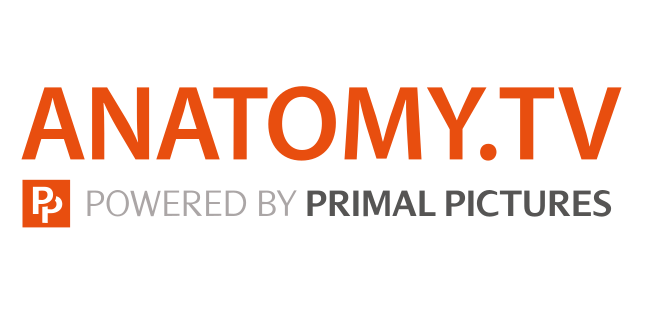 ANATOMY.TV
PP POWERED BY PRIMAL PICTURES